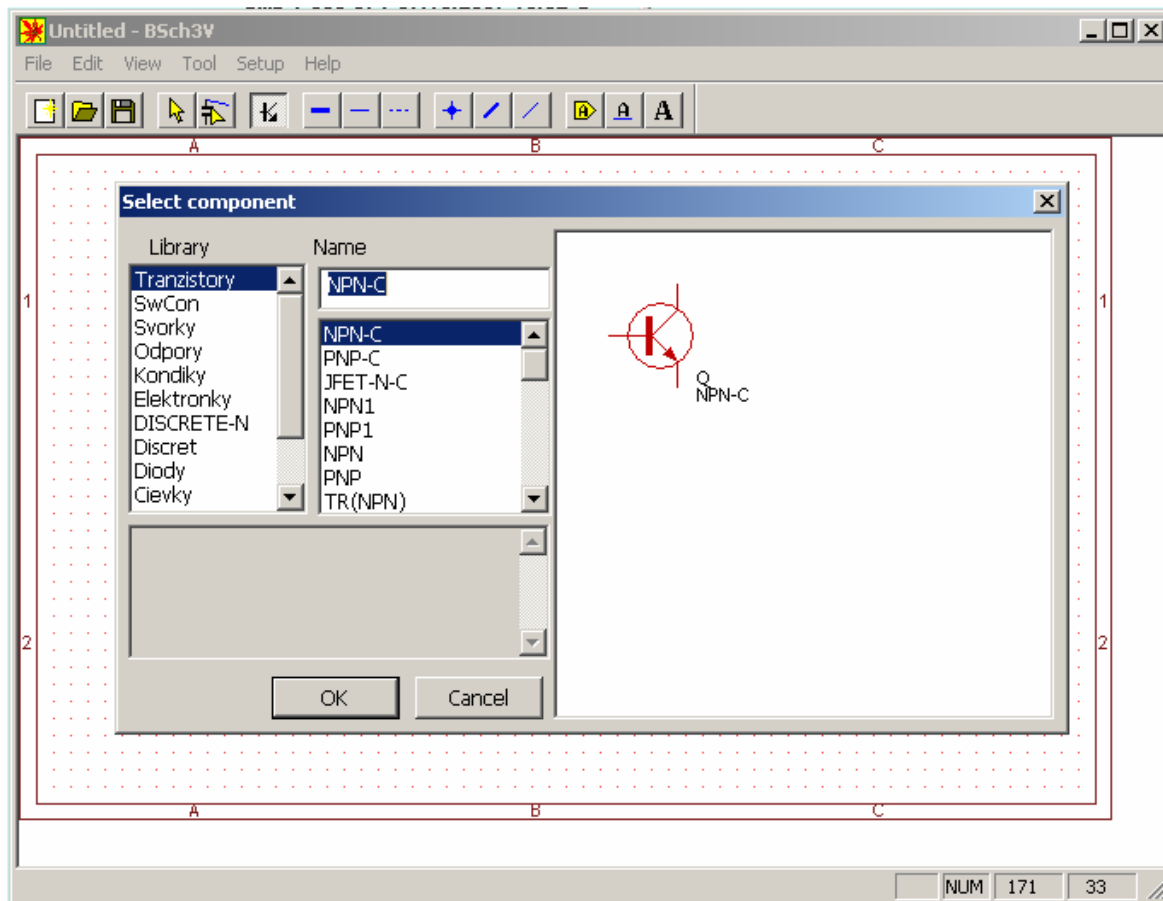 Untitled - BSch3V
File Edit View Tool Setup Help
A A A
A B C
Select component
Library Name
Tranzistory
SwCon
Svorky
Odpory
Kondiky
Elektronky
DISCRETE-N
Discret
Diody
Cievky
NPN-C
NPN-C
PNP-C
JFET-N-C
NPN1
PNP1
NPN
PNP
TR(NPN)
Q
NPN-C
1 1
2 2
OK Cancel
A B C
NUM 171 33